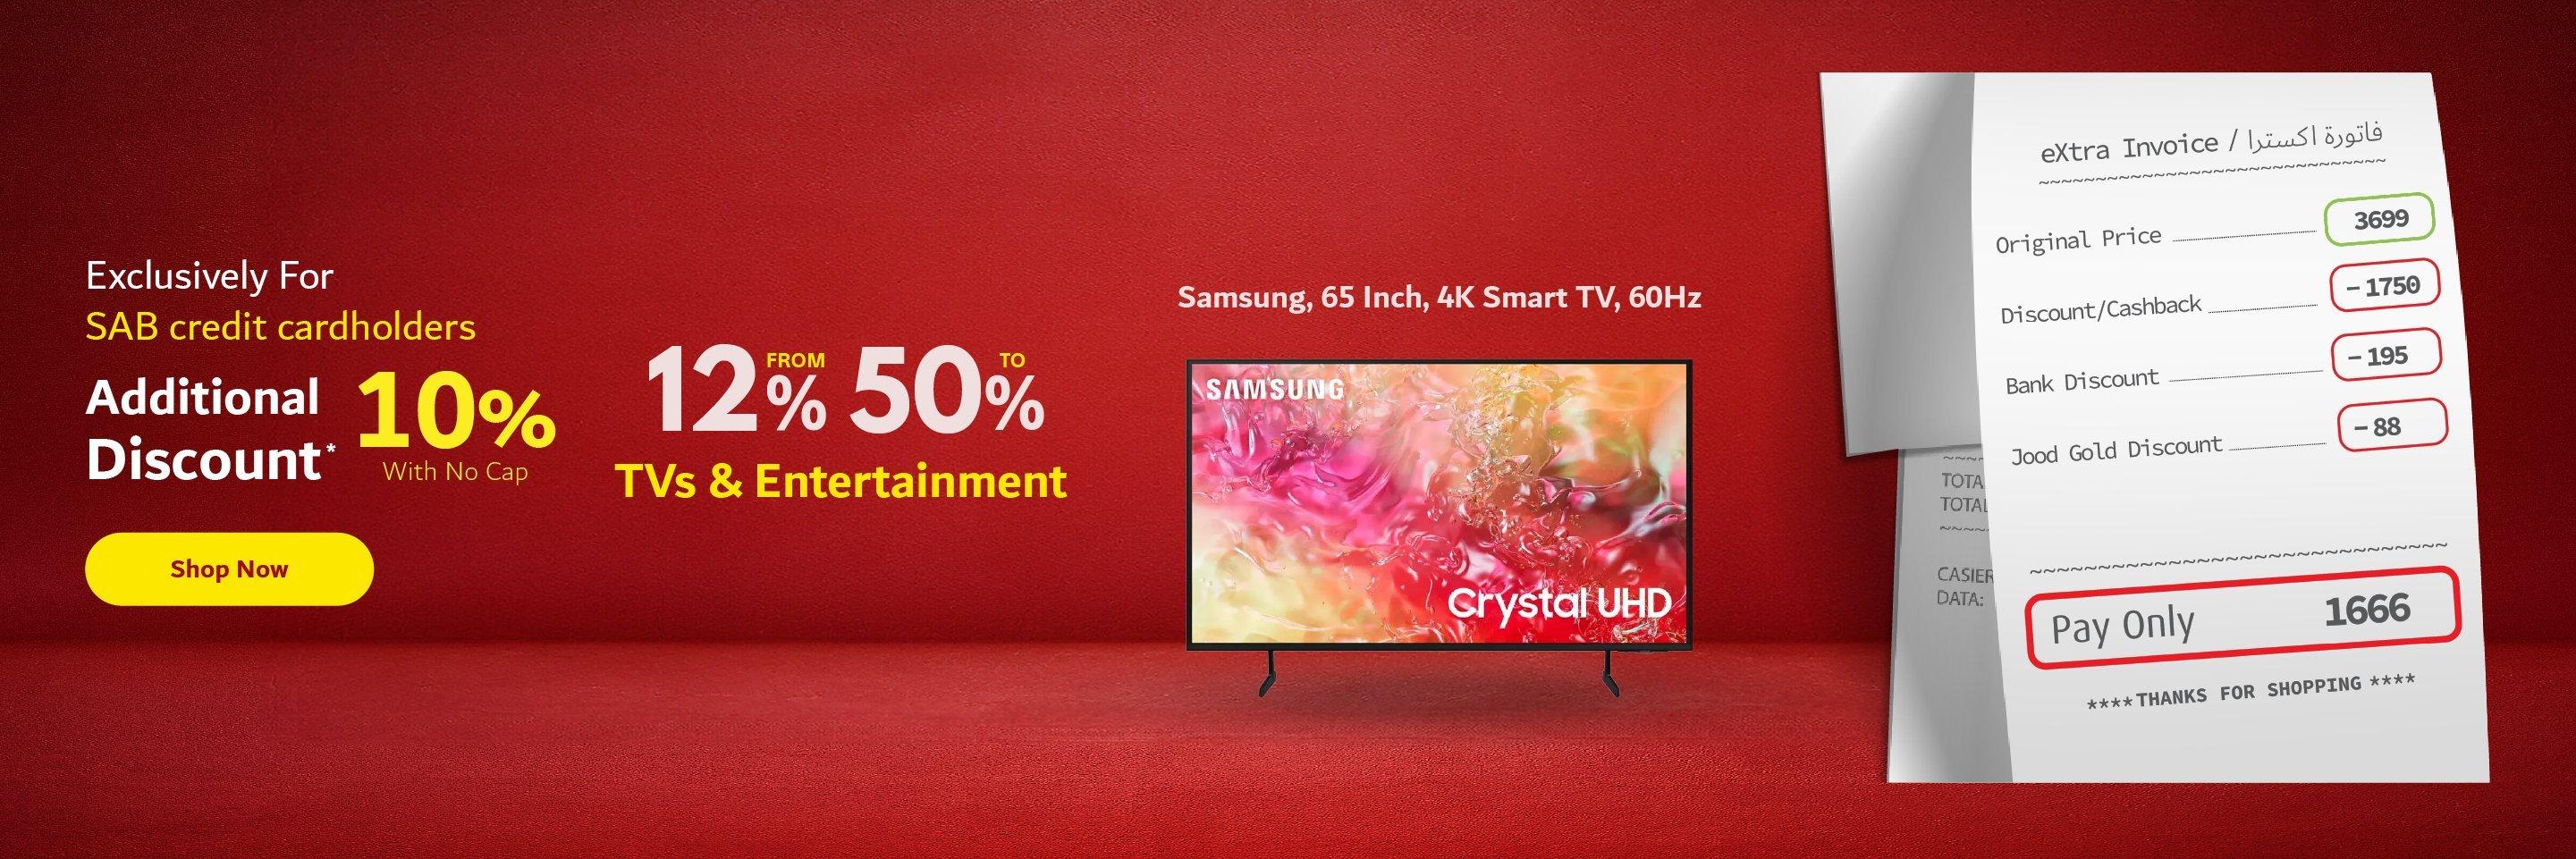 Exclusively For
SAB credit cardholders
Additional
Discount*
10%
With No Cap
Shop Now
FROM TO
12% 50%
TVs & Entertainment
Samsung, 65 Inch, 4K Smart TV, 60Hz
SAMSUNG
Crystal UHD
eXtra Invoice / فاتورة اكسترا
Original Price 3699
Discount/Cashback -1750
Bank Discount -195
Jood Gold Discount -88
Pay Only 1666
****THANKS FOR SHOPPING****
TOTA
TOTAL
CASIER
DATA: